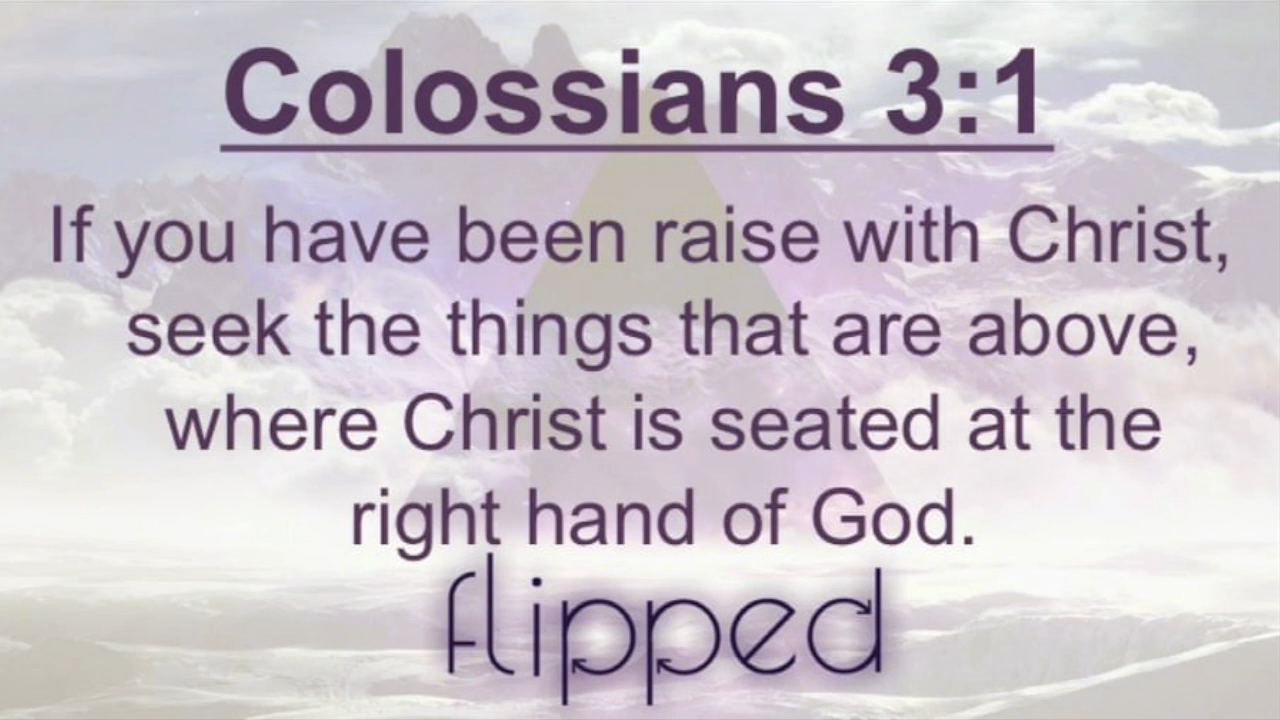 Colossians 3:1
If you have been raise with Christ,
seek the things that are above,
where Christ is seated at the
right hand of God.
flipped